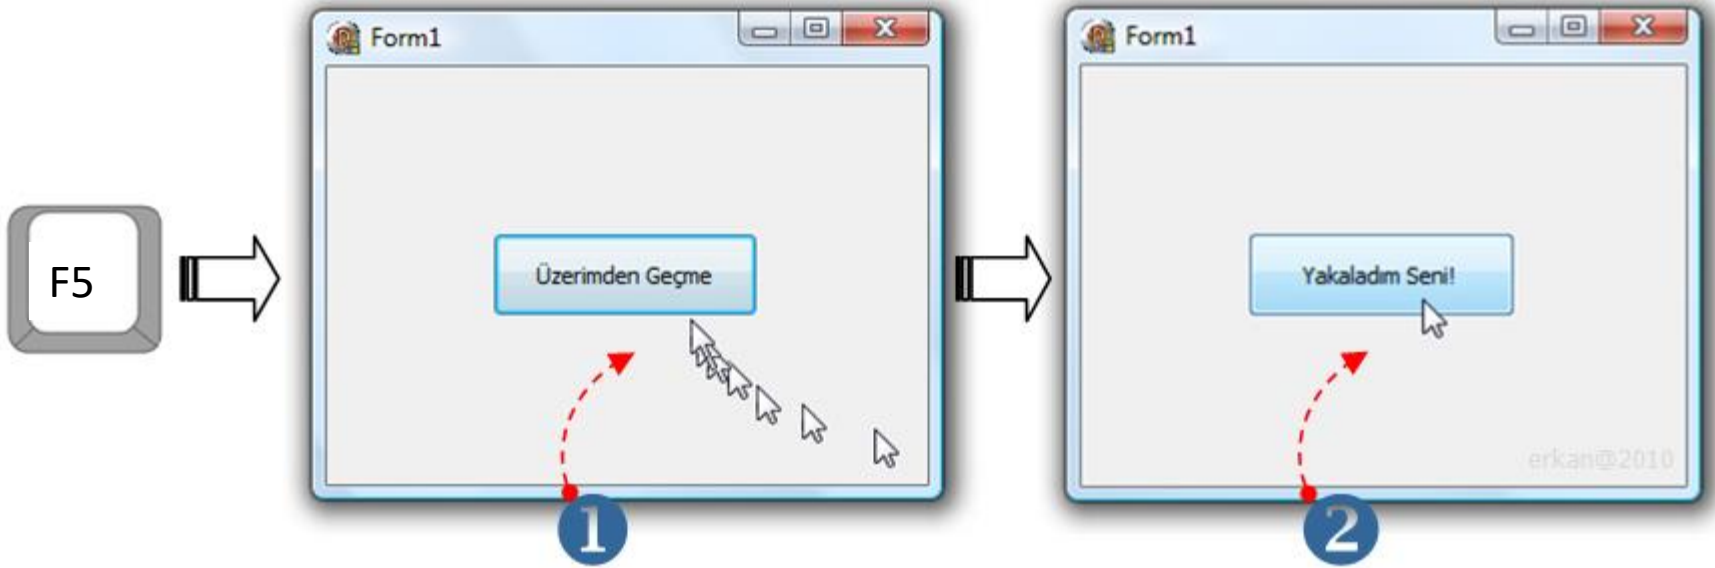 Form1
Form1
F5
Üzerimden Geçme
Yakaladım Seni!
erkan@2010
1
2